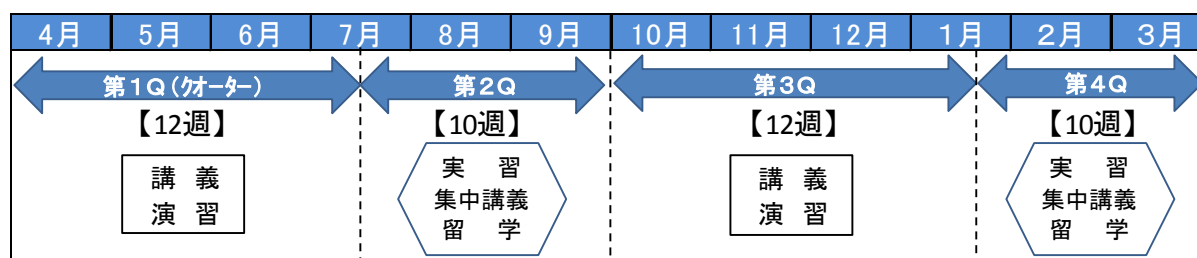 4月 5月 6月 7月 8月 9月 10月 11月 12月 1月 2月 3月
第1Q(クオーター) 第2Q 第3Q 第4Q
【12週】 【10週】 【12週】 【10週】
講 義 実 習 講 義 実 習
演 習 集中講義 演 習 集中講義
留 学 留 学